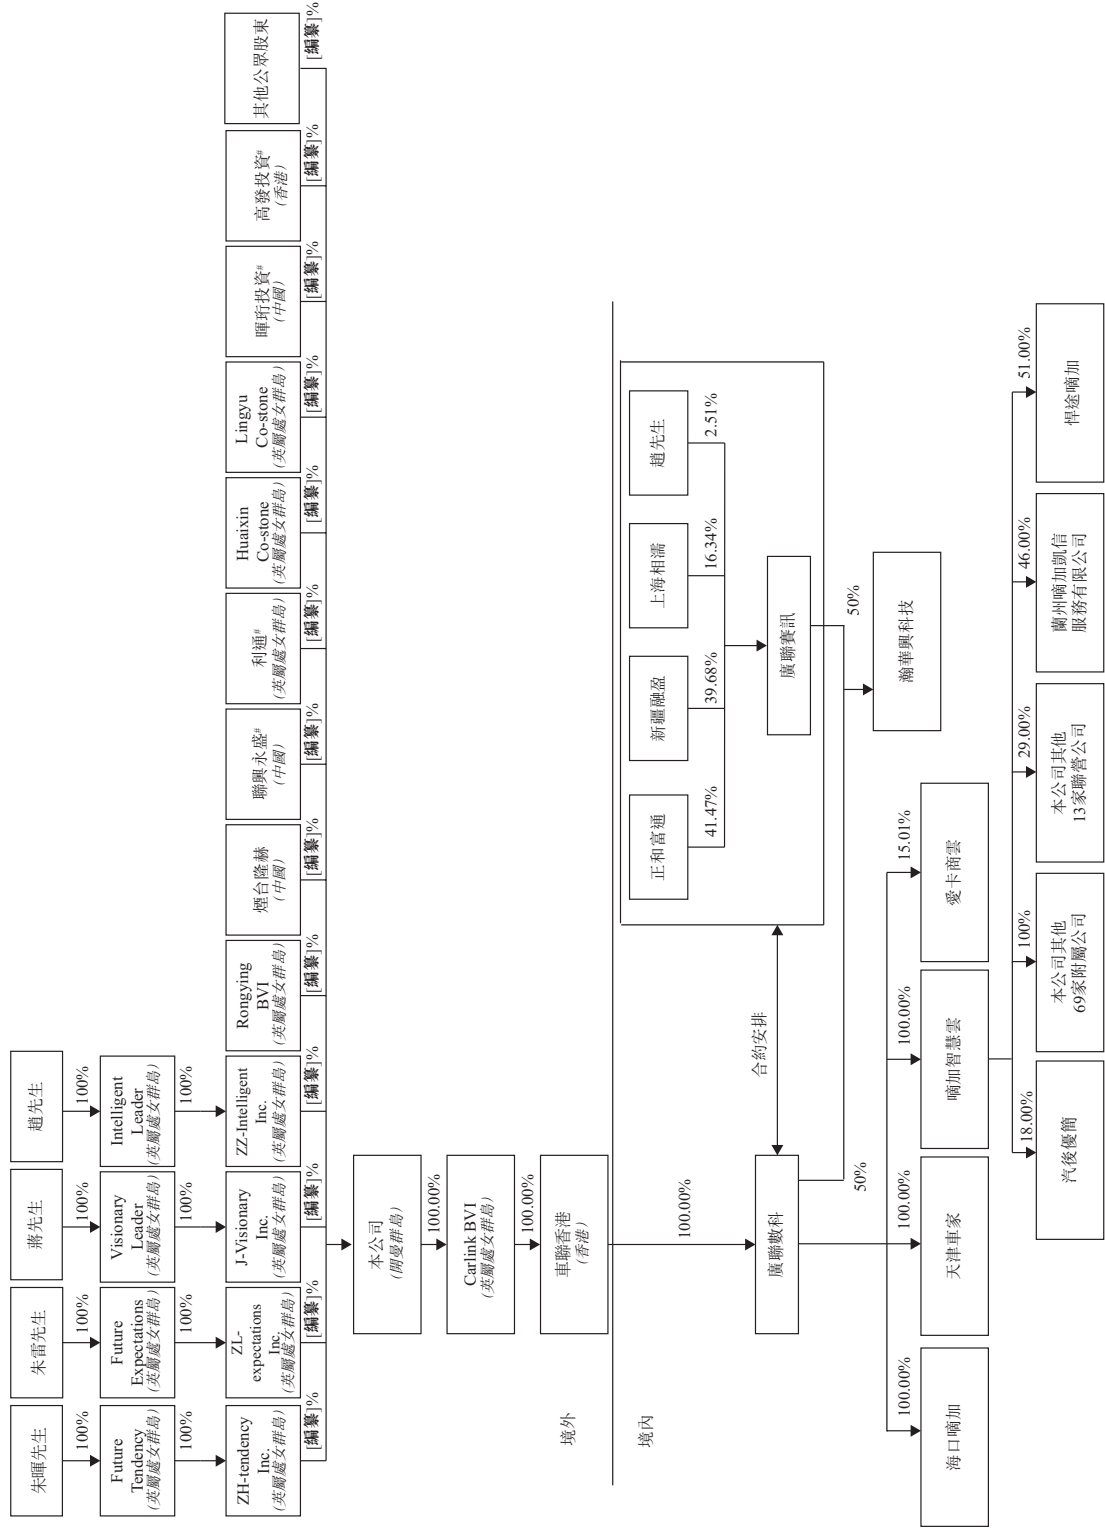 朱暉先生
朱雷先生
蔣先生
趙先生
100%
100%
100%
100%
Future
Tendency
(英屬處女群島)
Future
Expectations
(英屬處女群島)
Visionary
Leader
(英屬處女群島)
Intelligent
Leader
(英屬處女群島)
100%
100%
100%
100%
ZH-tendency
Inc.
(英屬處女群島)
ZL-
expectations
Inc.
(英屬處女群島)
J-Visionary
Inc.
(英屬處女群島)
ZZ-Intelligent
Inc.
(英屬處女群島)
Rongying
BVI
(英屬處女群島)
煙台隆赫
(中國)
聯興永盛#
(中國)
利通#
(英屬處女群島)
Huaixin
Co-stone
(英屬處女群島)
Lingyu
Co-stone
(英屬處女群島)
暉珩投資#
(中國)
高發投資#
(香港)
其他公眾股東
[編纂]%
[編纂]%
[編纂]%
[編纂]%
[編纂]%
[編纂]%
[編纂]%
[編纂]%
[編纂]%
[編纂]%
[編纂]%
[編纂]%
[編纂]%
本公司
(開曼群島)
100.00%
Carlink BVI
(英屬處女群島)
100.00%
車聯香港
(香港)
境外
境內
100.00%
正和富通
新疆融盈
上海相濡
趙先生
41.47%
39.68%
16.34%
2.51%
廣聯數科
合約安排
廣聯賽訊
50%
50%
瀚華興科技
100.00%
100.00%
100.00%
15.01%
海口嘀加
天津車家
嘀加智慧雲
愛卡商雲
18.00%
100%
29.00%
46.00%
51.00%
汽後優簡
本公司其他
69家附屬公司
本公司其他
13家聯營公司
蘭州嘀加凱信
服務有限公司
悍途嘀加